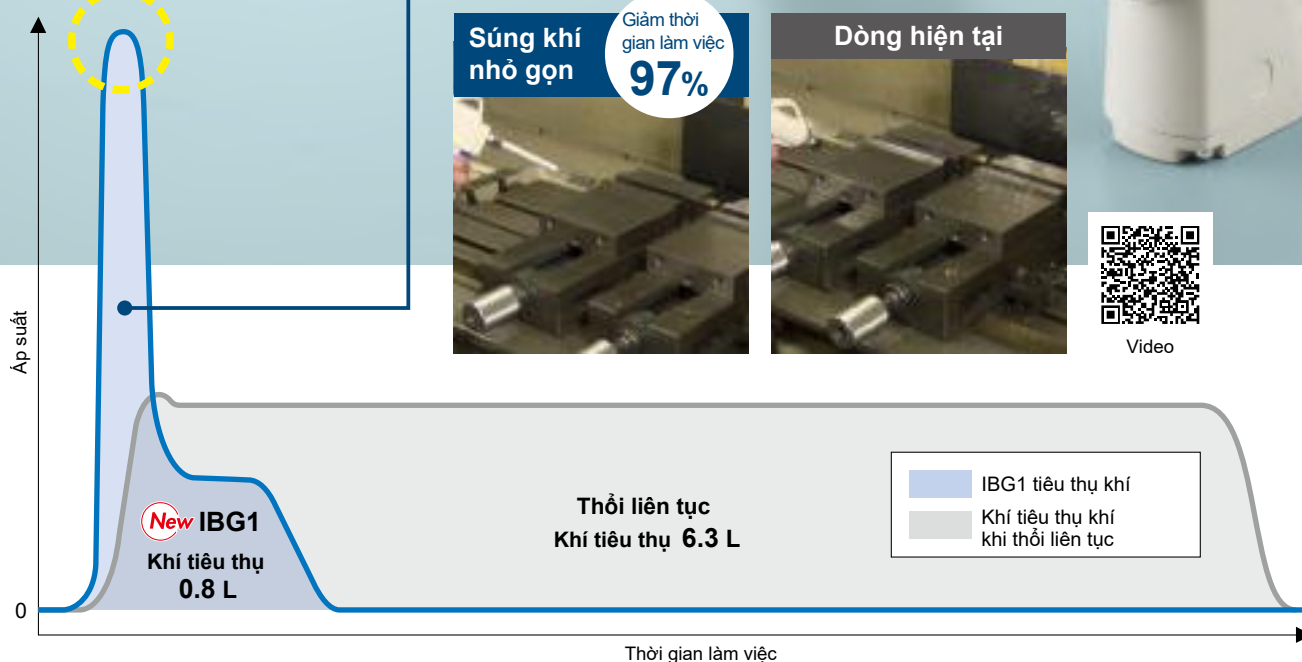 Súng khí
nhỏ gọn
Giảm thời
gian làm việc
97%
Dòng hiện tại
Video
Áp suất
New IBG1
Khí tiêu thụ
0.8 L
Thổi liên tục
Khí tiêu thụ 6.3 L
IBG1 tiêu thụ khí
Khí tiêu thụ khí
khi thổi liên tục
0
Thời gian làm việc